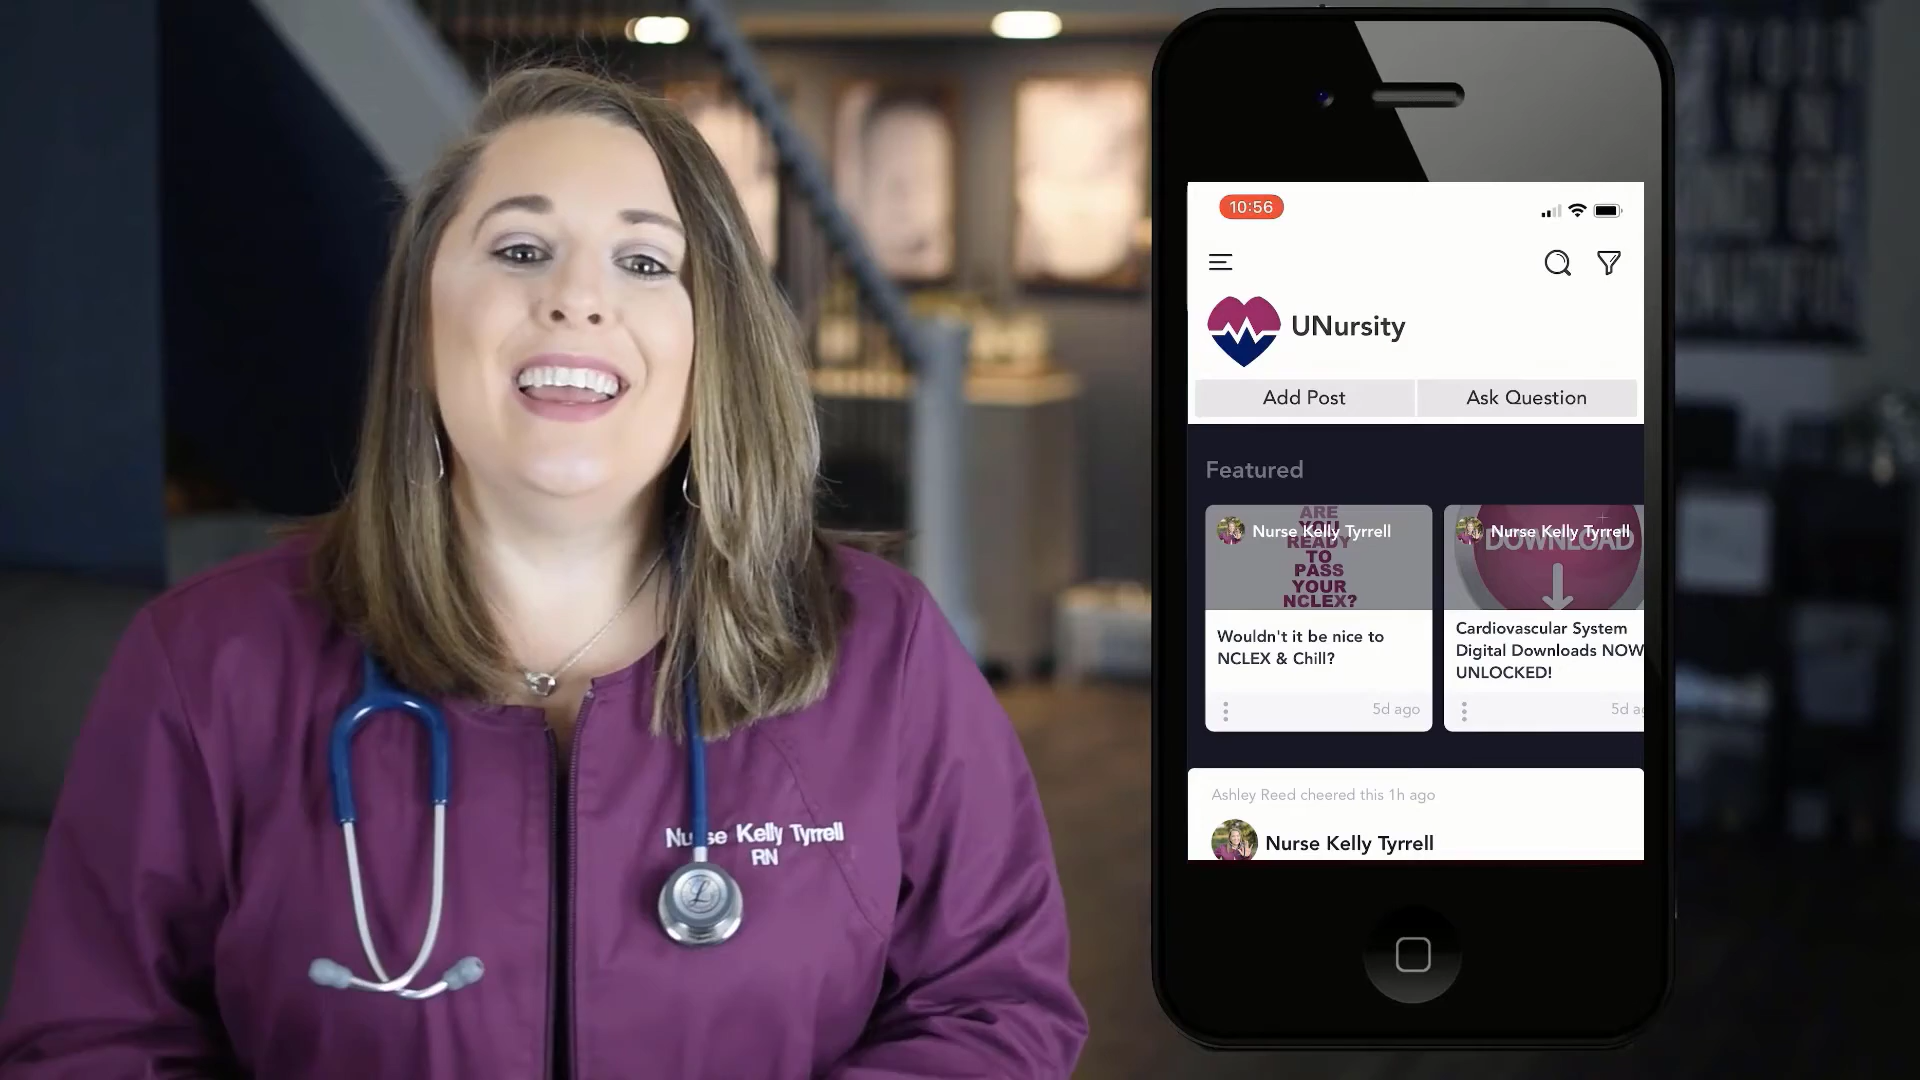 Nurse Kelly Tyrrell
RN
10:56
UNursity
Add Post
Ask Question
Featured
ARE
YOU
READY
TO
PASS
YOUR
NCLEX?
Nurse Kelly Tyrrell
Wouldn't it be nice to
NCLEX & Chill?
5d ago
DOWNLOAD
Nurse Kelly Tyrrell
Cardiovascular System
Digital Downloads NOW
UNLOCKED!
5d
Ashley Reed cheered this 1h ago
Nurse Kelly Tyrrell